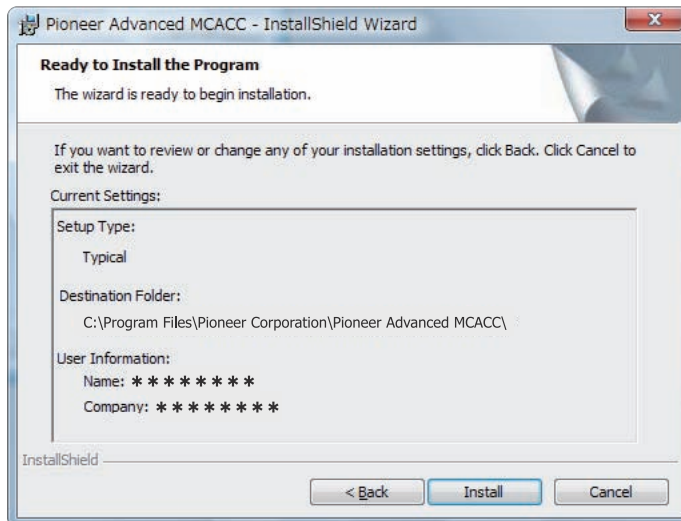 Pioneer Advanced MCACC - InstallShield Wizard
Ready to Install the Program
The wizard is ready to begin installation.
If you want to review or change any of your installation settings, click Back. Click Cancel to
exit the wizard.
Current Settings:
Setup Type:
Typical
Destination Folder:
C:\Program Files\Pioneer Corporation\Pioneer Advanced MCACC\
User Information:
Name: ********
Company: ********
InstallShield
< Back
Install
Cancel